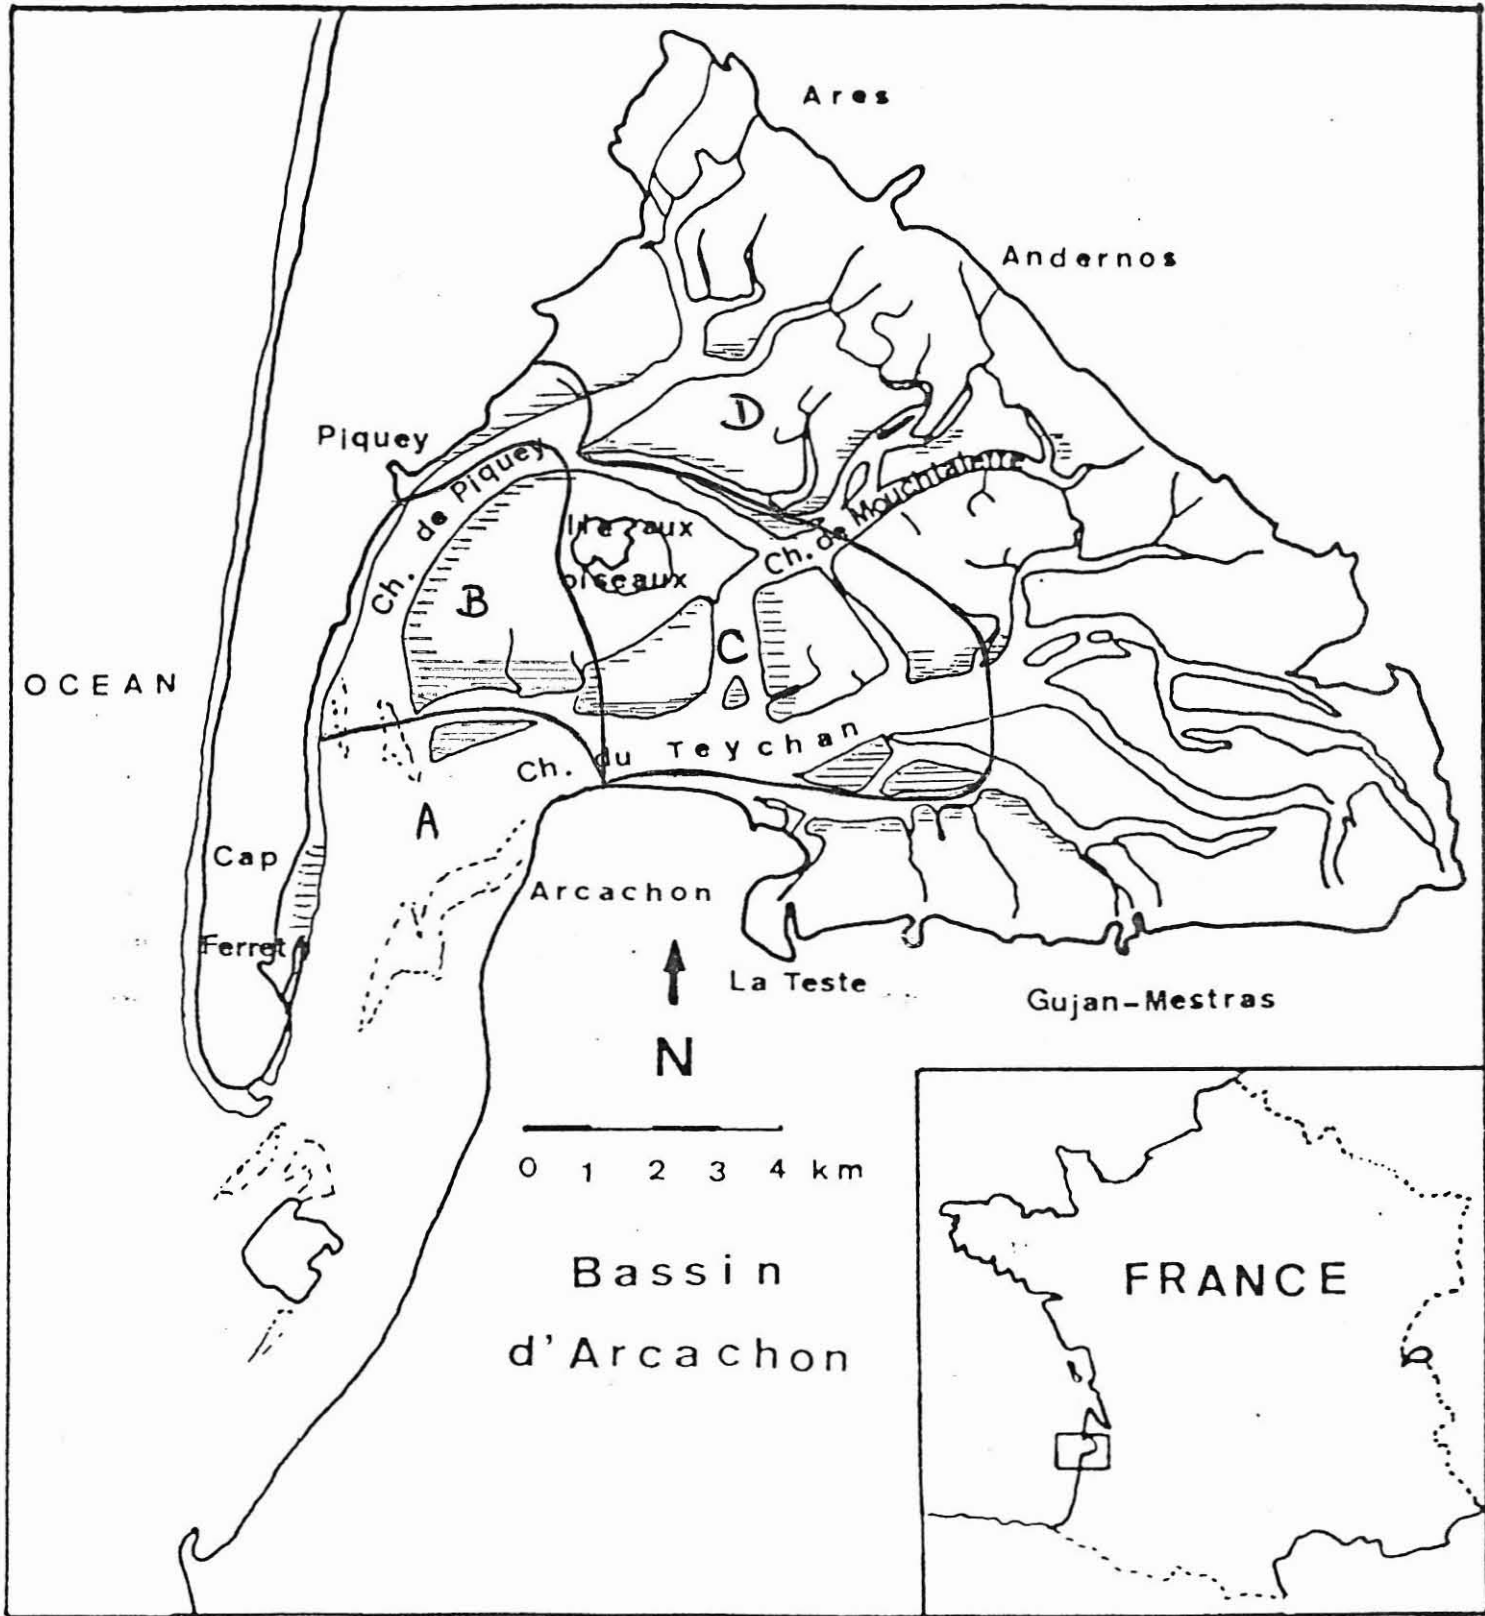 Ares
Andernos
D
Piquey
Ch. de Piquey
Ch. de Mouchtalette
Ile aux
oiseaux
B
C
OCEAN
Ch. du Teychan
A
Cap
Ferret
Arcachon
La Teste
Gujan-Mestras
N
0 1 2 3 4 km
Bassin
d'Arcachon
FRANCE